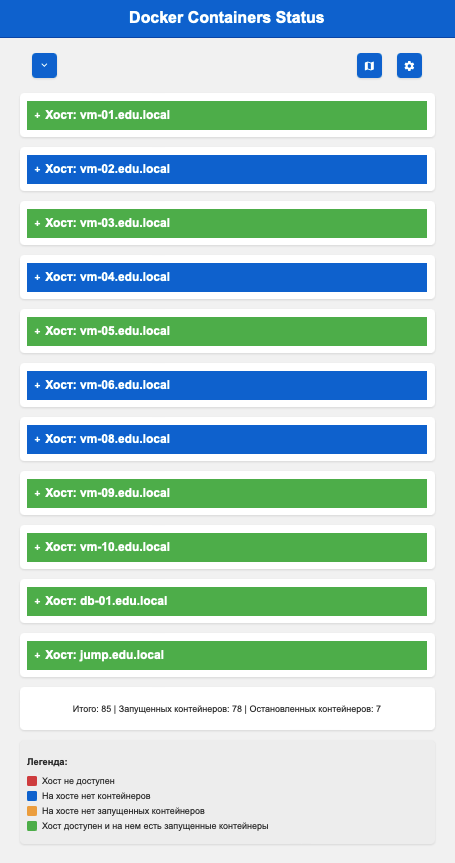 Docker Containers Status
+ Хост: vm-01.edu.local
+ Хост: vm-02.edu.local
+ Хост: vm-03.edu.local
+ Хост: vm-04.edu.local
+ Хост: vm-05.edu.local
+ Хост: vm-06.edu.local
+ Хост: vm-08.edu.local
+ Хост: vm-09.edu.local
+ Хост: vm-10.edu.local
+ Хост: db-01.edu.local
+ Хост: jump.edu.local
Итого: 85 | Запущенных контейнеров: 78 | Остановленных контейнеров: 7
Легенда:
Хост не доступен
На хосте нет контейнеров
На хосте нет запущенных контейнеров
Хост доступен и на нем есть запущенные контейнеры